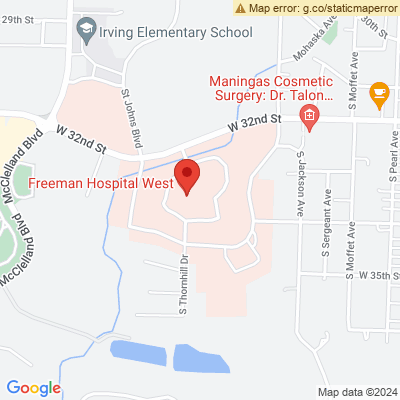 Map error: g.co/staticmaperror
29th St
Irving Elementary School
Mohaska Ave
30th St
S Moffet Ave
St Johns Blvd
Maningas Cosmetic
Surgery: Dr. Talon...
W 32nd St
W 32nd St
McClelland Blvd
McClelland Blvd
Freeman Hospital West
S Jackson Ave
S Sergeant Ave
S Moffet Ave
S Pearl Ave
S Thornhill Dr
W 35th St
Google
Map data ©2024